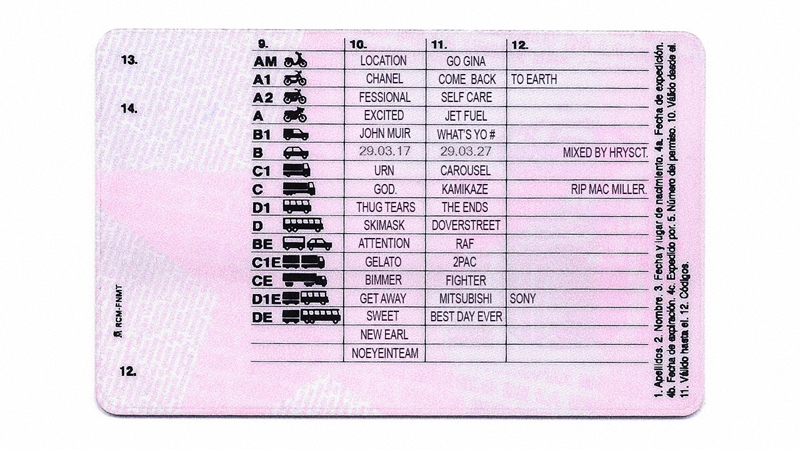 9. 10. 11. 12.
13.
AM LOCATION GO GINA
A1 CHANEL COME BACK TO EARTH
A2 FESSIONAL SELF CARE
14.
A EXCITED JET FUEL
B1 JOHN MUIR WHAT'S YO #
B 29.03.17 29.03.27 MIXED BY HRYSCT.
C1 URN CAROUSEL
C GOD. KAMIKAZE RIP MAC MILLER.
D1 THUG TEARS THE ENDS
D SKIMASK DOVERSTREET
BE ATTENTION RAF
C1E GELATO 2PAC
CE BIMMER FIGHTER
D1E GET AWAY MITSUBISHI SONY
DE SWEET BEST DAY EVER
NEW EARL
NOEYEINTEAM
12.
RCM-FNMT
1. Apellidos. 2. Nombre. 3. Fecha y lugar de nacimiento. 4a. Fecha de expedición.
4b. Fecha de expiración. 4c. Expedido por. 5. Número del permiso. 10. Válido desde el.
11. Válido hasta el. 12. Códigos.